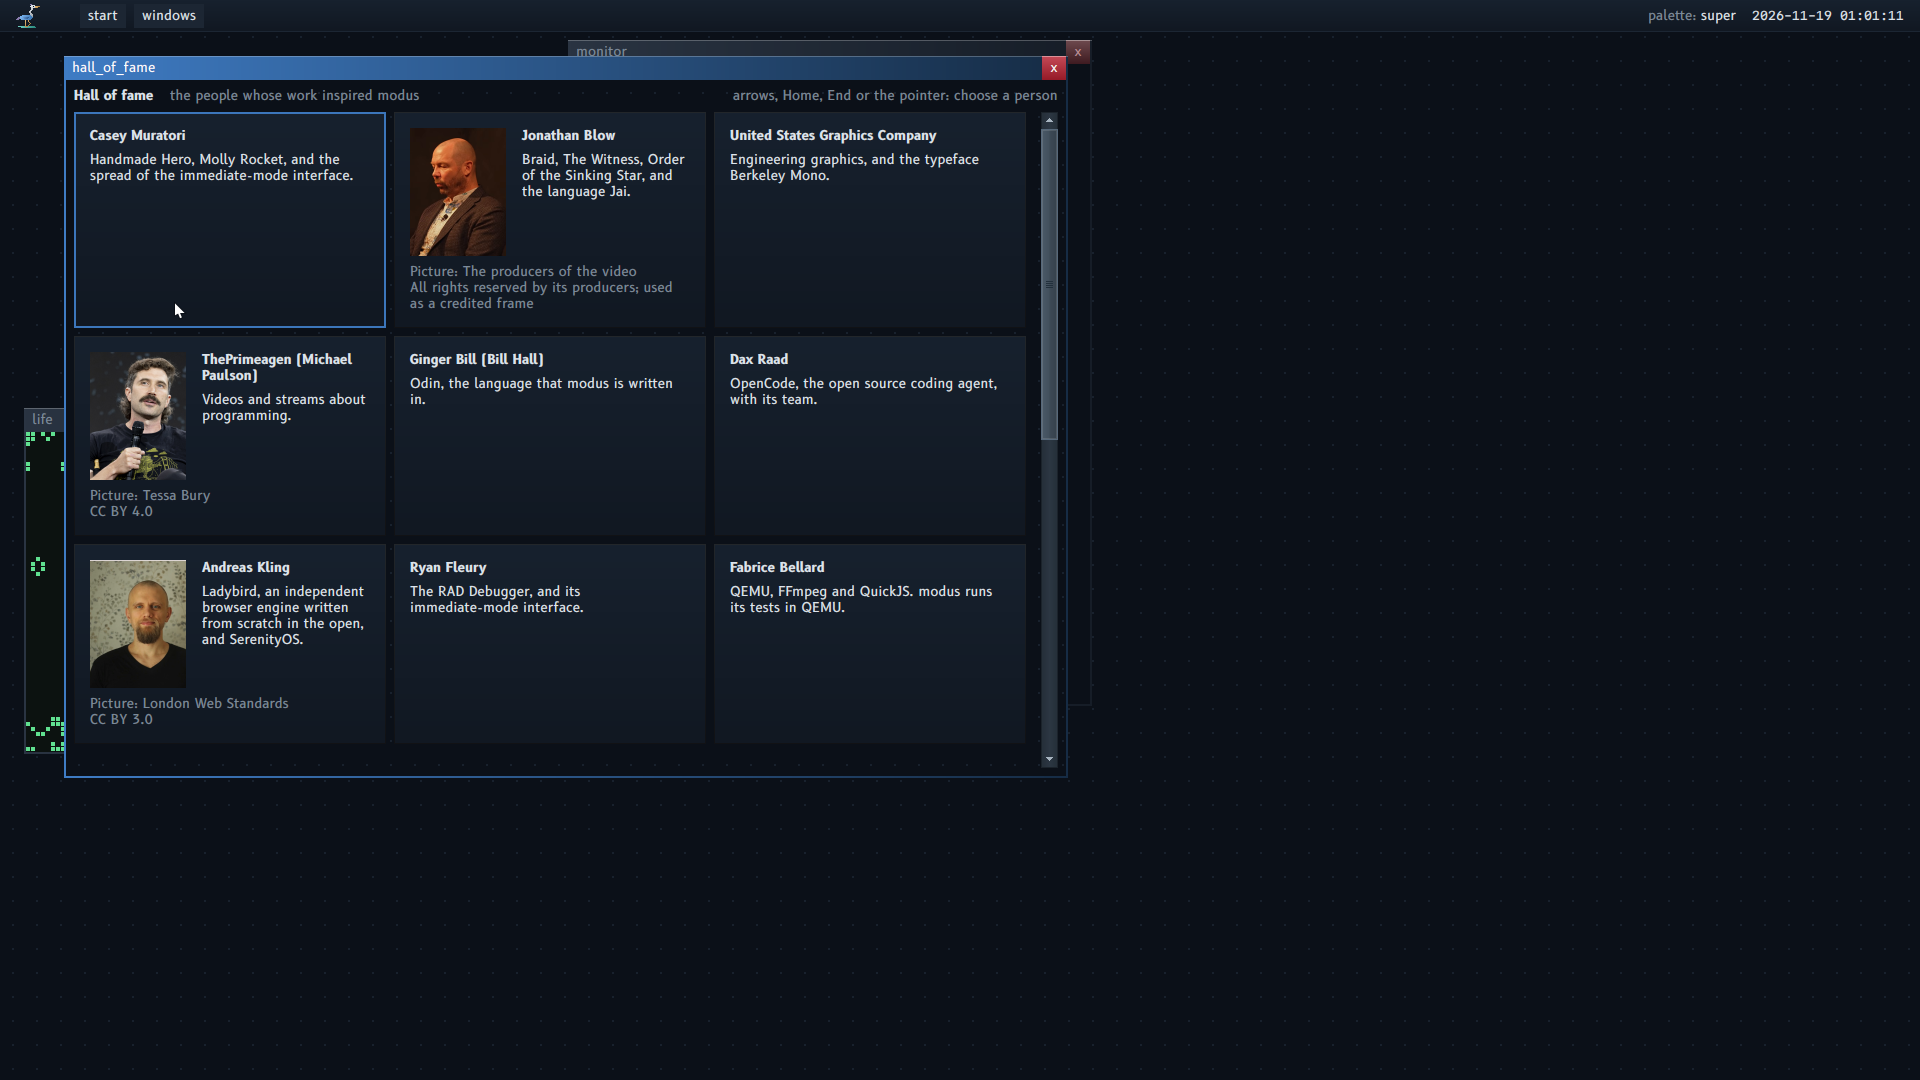 start windows palette: super 2026-11-19 01:01:11
monitor x
hall_of_fame x
Hall of fame the people whose work inspired modus arrows, Home, End or the pointer: choose a person
Casey Muratori
Handmade Hero, Molly Rocket, and the
spread of the immediate-mode interface.
Jonathan Blow
Braid, The Witness, Order
of the Sinking Star, and
the language Jai.
Picture: The producers of the video
All rights reserved by its producers; used
as a credited frame
United States Graphics Company
Engineering graphics, and the typeface
Berkeley Mono.
ThePrimeagen (Michael
Paulson)
Videos and streams about
programming.
Picture: Tessa Bury
CC BY 4.0
Ginger Bill (Bill Hall)
Odin, the language that modus is written
in.
Dax Raad
OpenCode, the open source coding agent,
with its team.
life
Andreas Kling
Ladybird, an independent
browser engine written
from scratch in the open,
and SerenityOS.
Picture: London Web Standards
CC BY 3.0
Ryan Fleury
The RAD Debugger, and its
immediate-mode interface.
Fabrice Bellard
QEMU, FFmpeg and QuickJS. modus runs
its tests in QEMU.